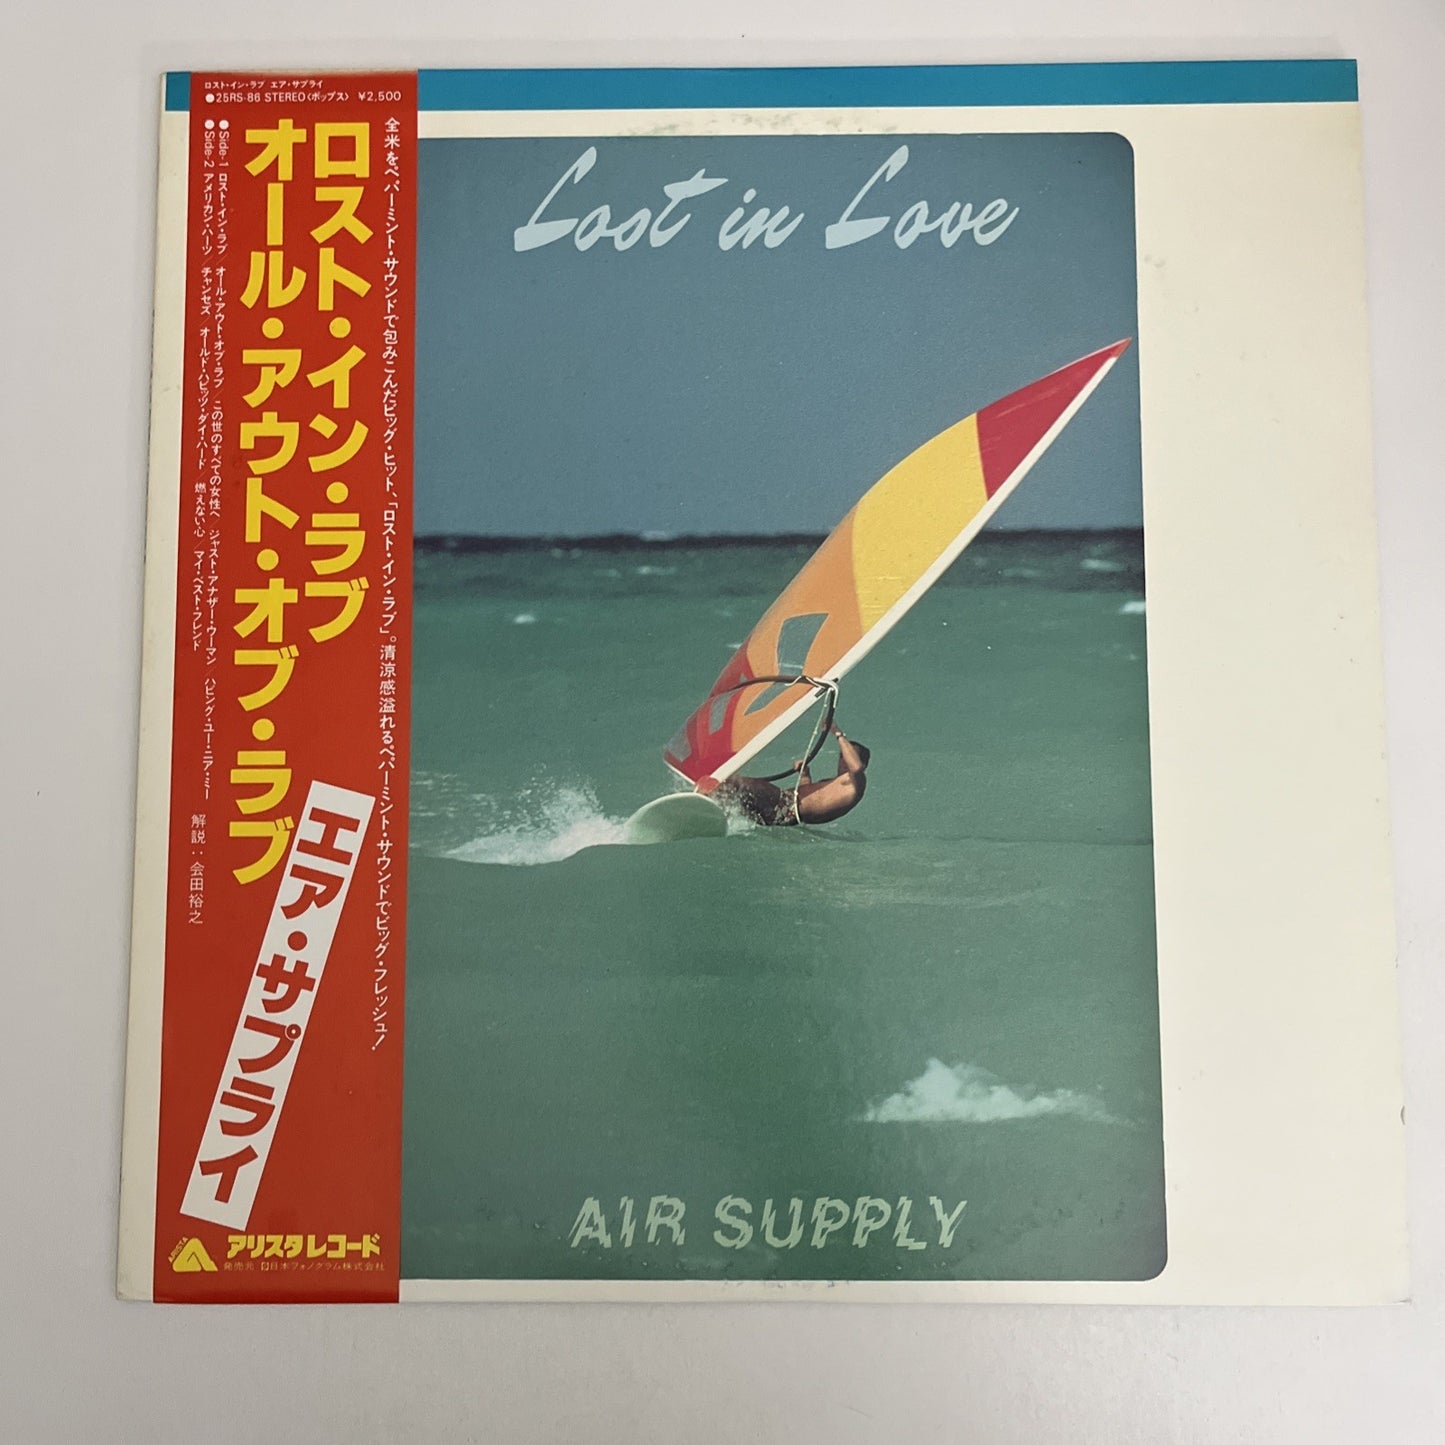 ロスト・イン・ラブ エア・サプライ
●25RS-86 STEREO〈ポップス〉 ¥2,500
全米をペパーミント・サウンドで包みこんだビッグ・ヒット、「ロスト・イン・ラブ」。清涼感溢れるペパーミント・サウンドでビッグ・フレッシュ!
ロスト・イン・ラブ
オール・アウト・オブ・ラブ
エア・サプライ
●Side-1 ロスト・イン・ラブ/オール・アウト・オブ・ラブ/この世のすべての女性へ/ジャスト・アナザー・ウーマン/ハビング・ユー・ニア・ミー
●Side-2 アメリカン・ハーツ/チャンセズ/オールド・ハビッツ・ダイ・ハード/燃えない心/マイ・ベスト・フレンド
解説:会田裕之
ARISTA
アリスタレコード
発売元 日本フォノグラム株式会社
Lost in Love
AIR SUPPLY